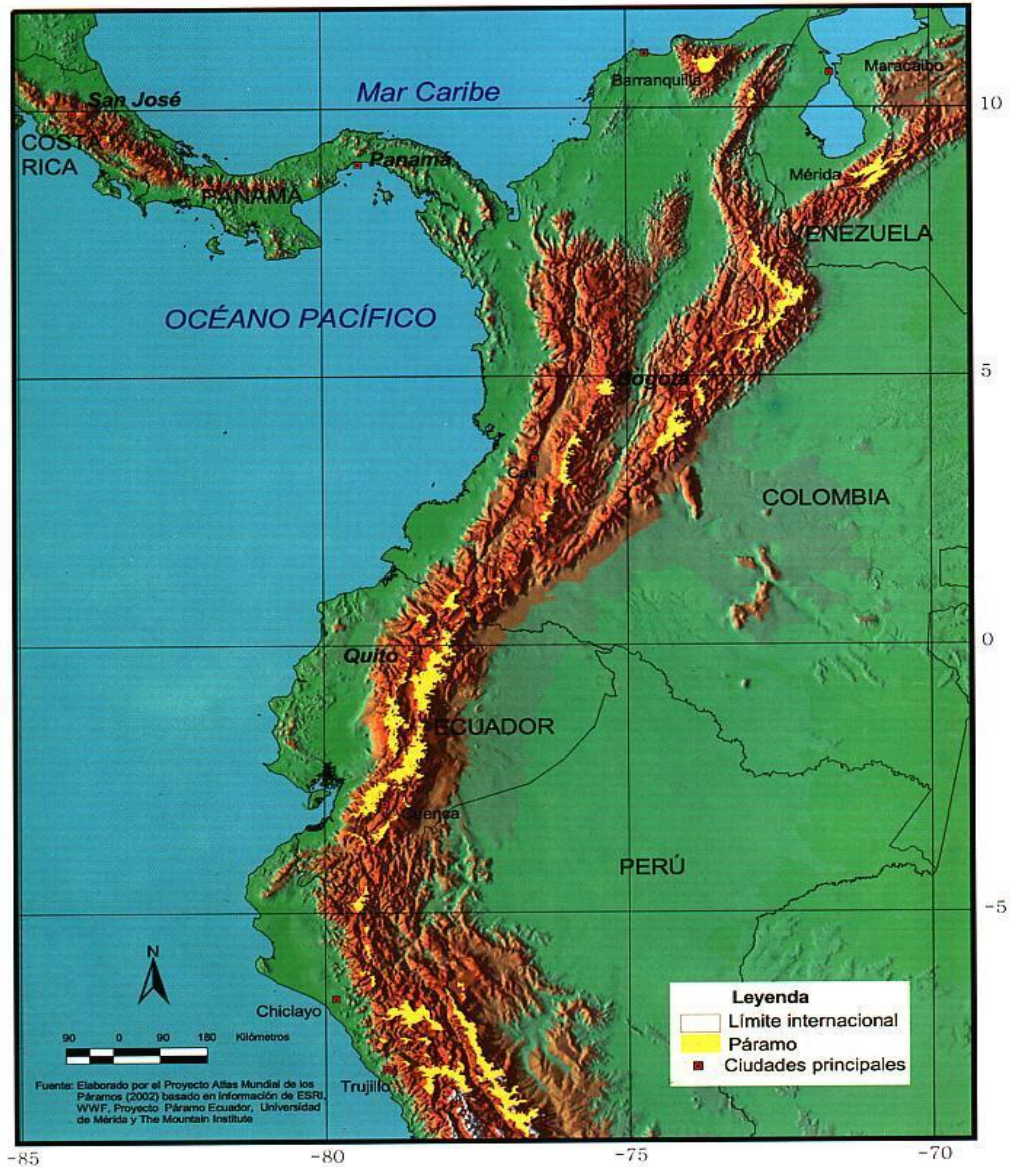 Mar Caribe
Barranquilla
Maracaibo
San José
COSTA
RICA
Panamá
PANAMÁ
Mérida
VENEZUELA
10
OCÉANO PACÍFICO
Bogotá
5
Cali
COLOMBIA
Quito
0
ECUADOR
Cuenca
PERÚ
-5
N
Chiclayo
90 0 90 180 Kilómetros
Trujillo
Fuente: Elaborado por el Proyecto Atlas Mundial de los
Páramos (2002) basado en información de ESRI,
WWF, Proyecto Páramo Ecuador, Universidad
de Mérida y The Mountain Institute
Leyenda
Límite internacional
Páramo
Ciudades principales
-85
-80
-75
-70